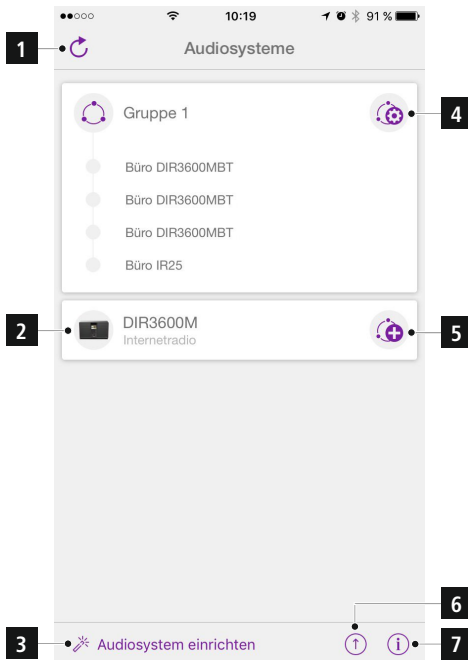 10:19 91 %
1 Audiosysteme
Gruppe 1 4
Büro DIR3600MBT
Büro DIR3600MBT
Büro DIR3600MBT
Büro IR25
2 DIR3600M 5
Internetradio
6
3 Audiosystem einrichten i 7